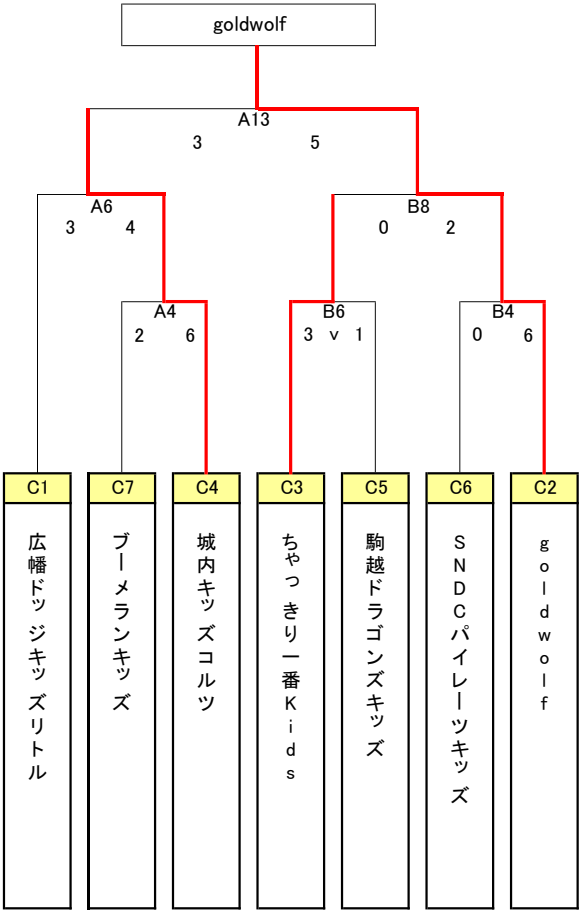 goldwolf
A13
3 5
A6
3 4
B8
0 2
A4
2 6
B6
3 v 1
B4
0 6
C1
C7
C4
C3
C5
C6
C2
広幡ドッジキッズリトル
ブーメランキッズ
城内キッズコルツ
ちゃっきり一番Kids
駒越ドラゴンズキッズ
SNDCパイレーツキッズ
goldwolf